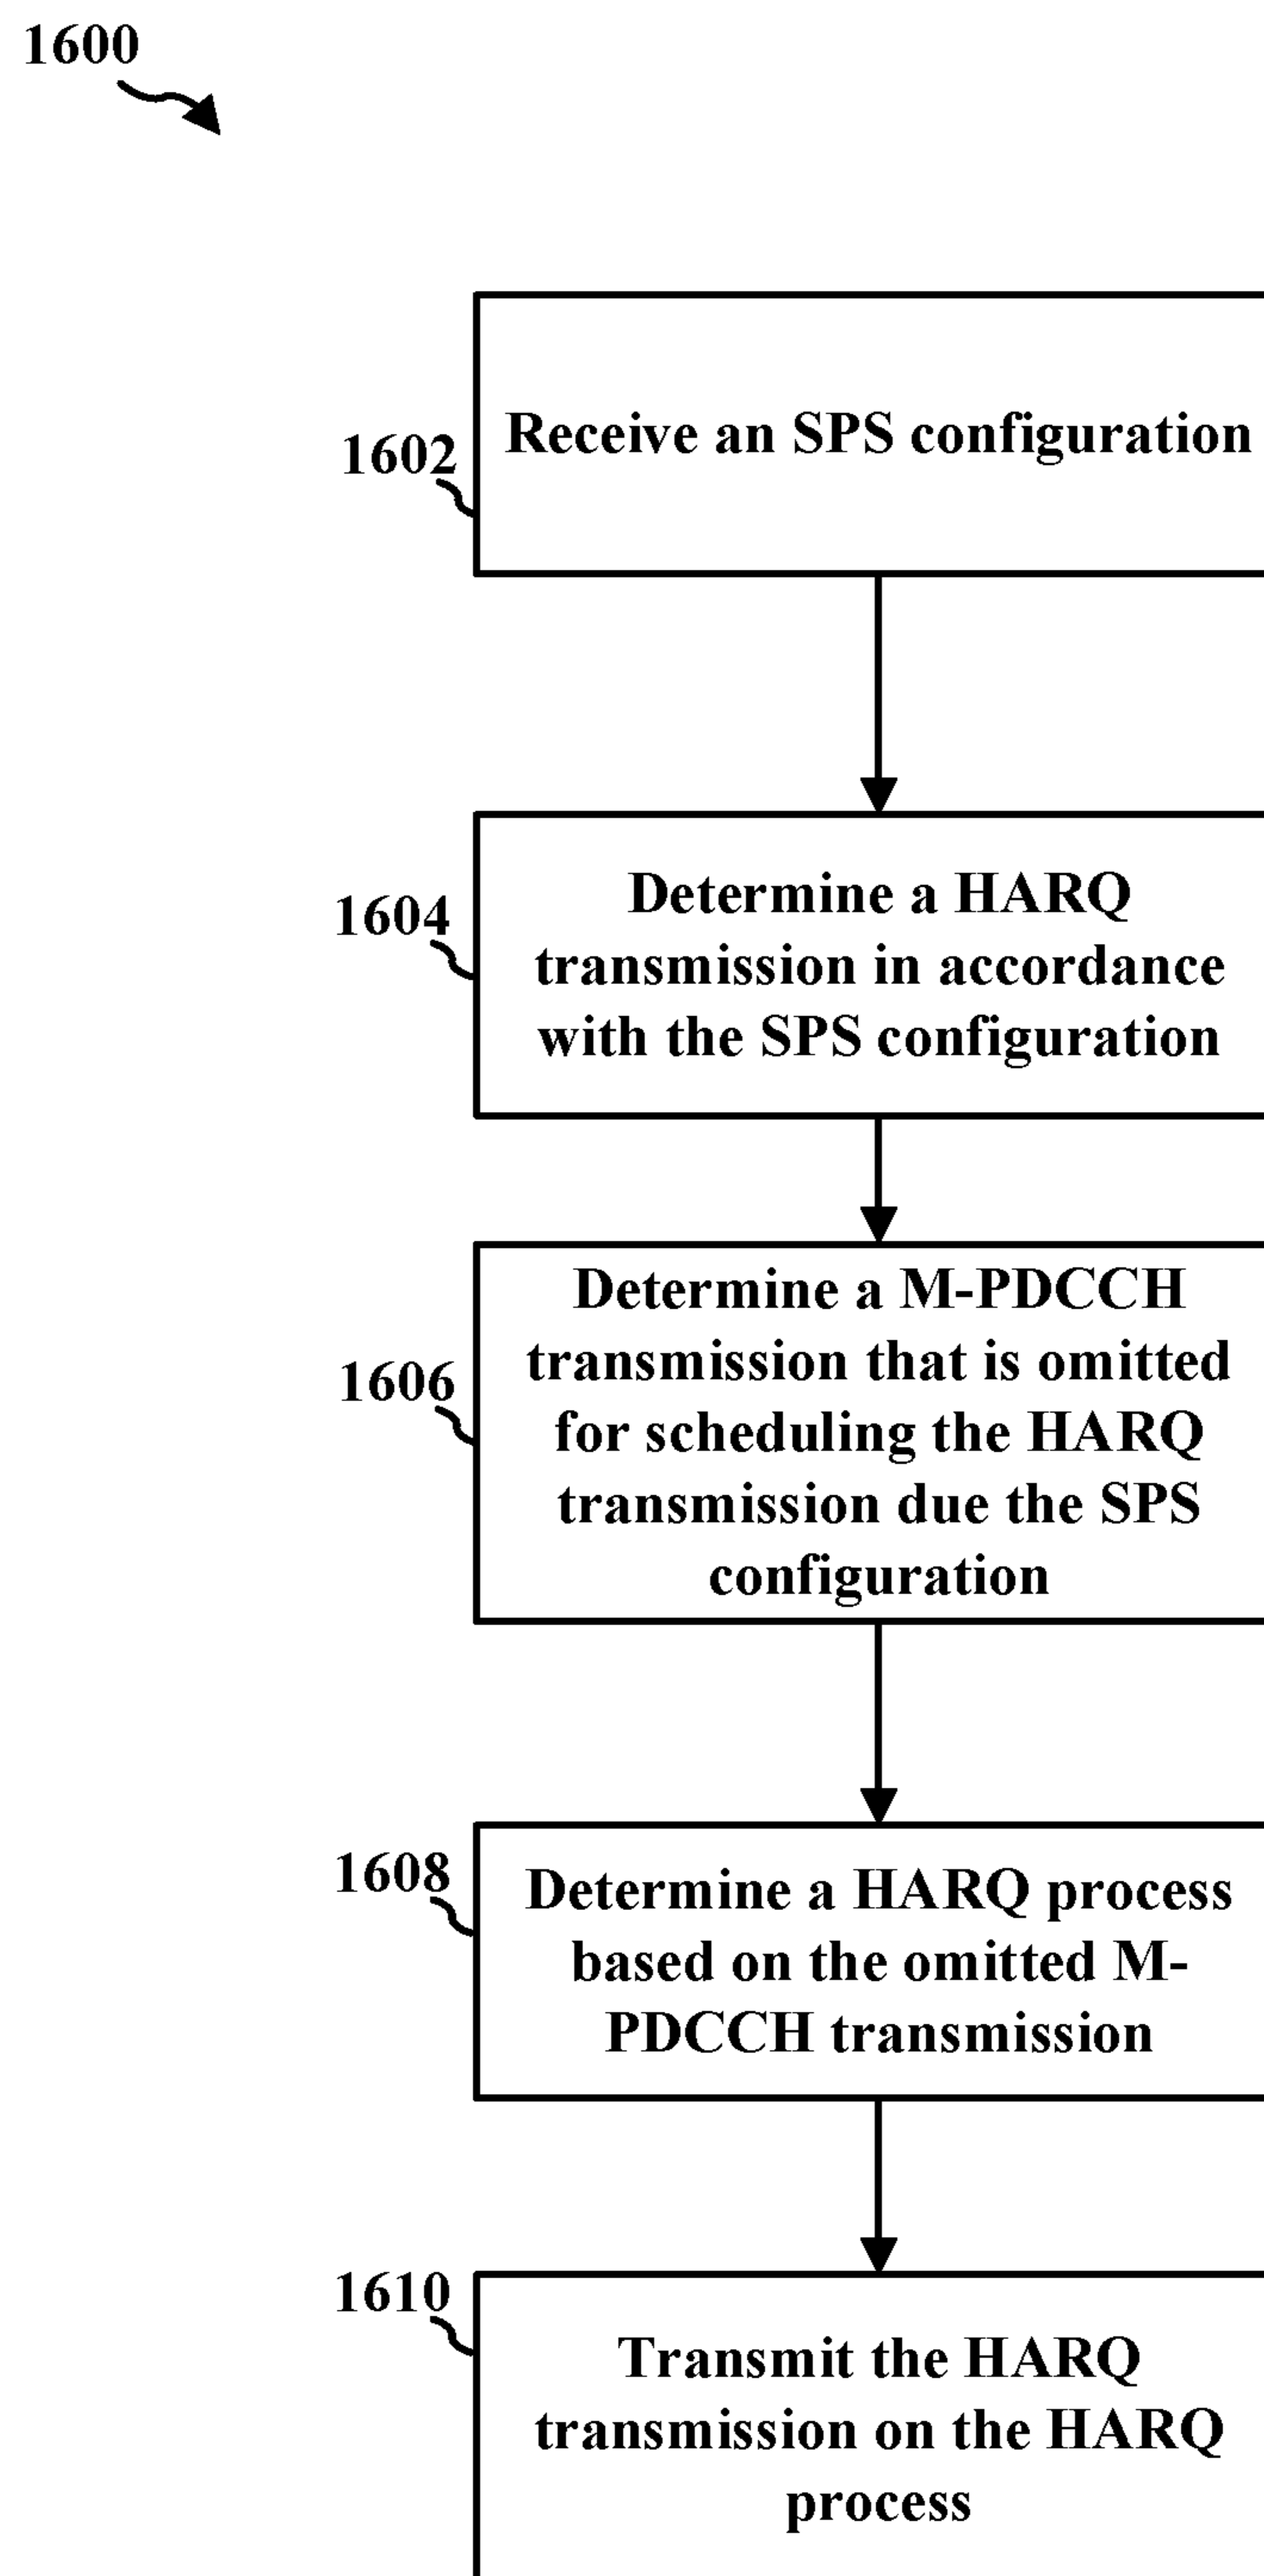 1600
1602
Receive an SPS configuration
1604
Determine a HARQ
transmission in accordance
with the SPS configuration
1606
Determine a M-PDCCH
transmission that is omitted
for scheduling the HARQ
transmission due the SPS
configuration
1608
Determine a HARQ process
based on the omitted M-
PDCCH transmission
1610
Transmit the HARQ
transmission on the HARQ
process